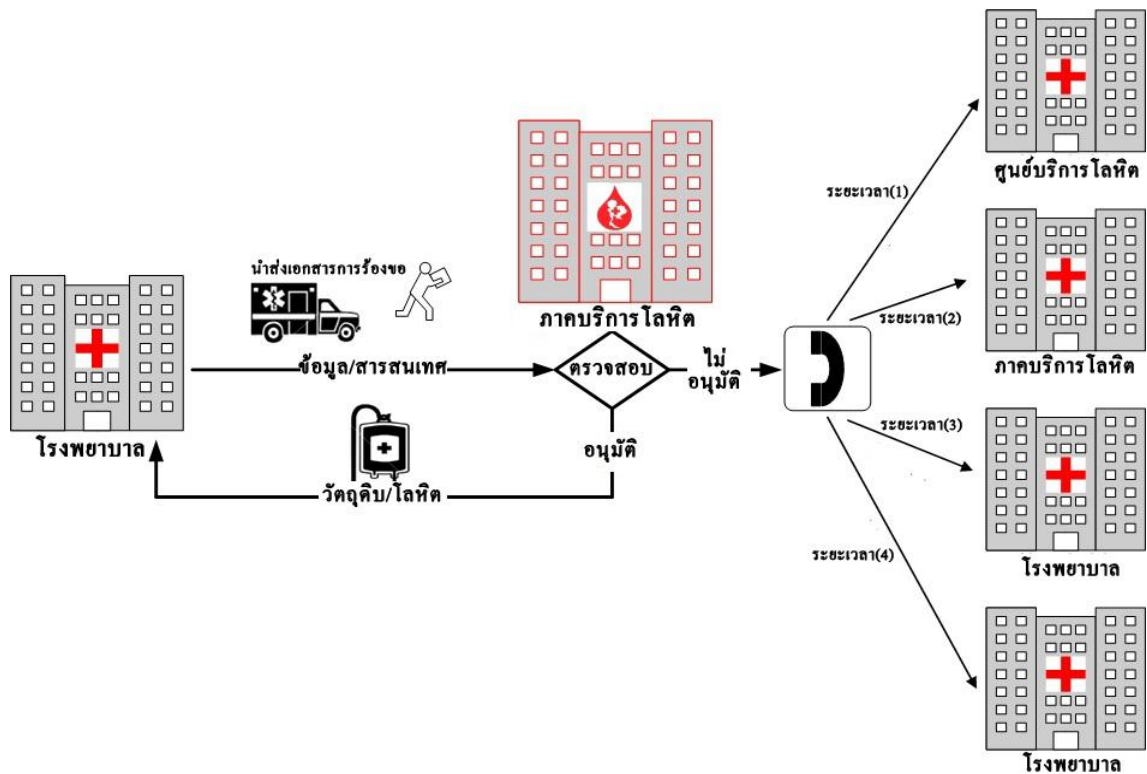 นำส่งเอกสารการร้องขอ
ข้อมูล/สารสนเทศ
โรงพยาบาล
วัตถุดิบ/โลหิต
ภาคบริการโลหิต
ตรวจสอบ
ไม่
อนุมัติ
อนุมัติ
ระยะเวลา(1)
ระยะเวลา(2)
ระยะเวลา(3)
ระยะเวลา(4)
ศูนย์บริการโลหิต
ภาคบริการโลหิต
โรงพยาบาล
โรงพยาบาล